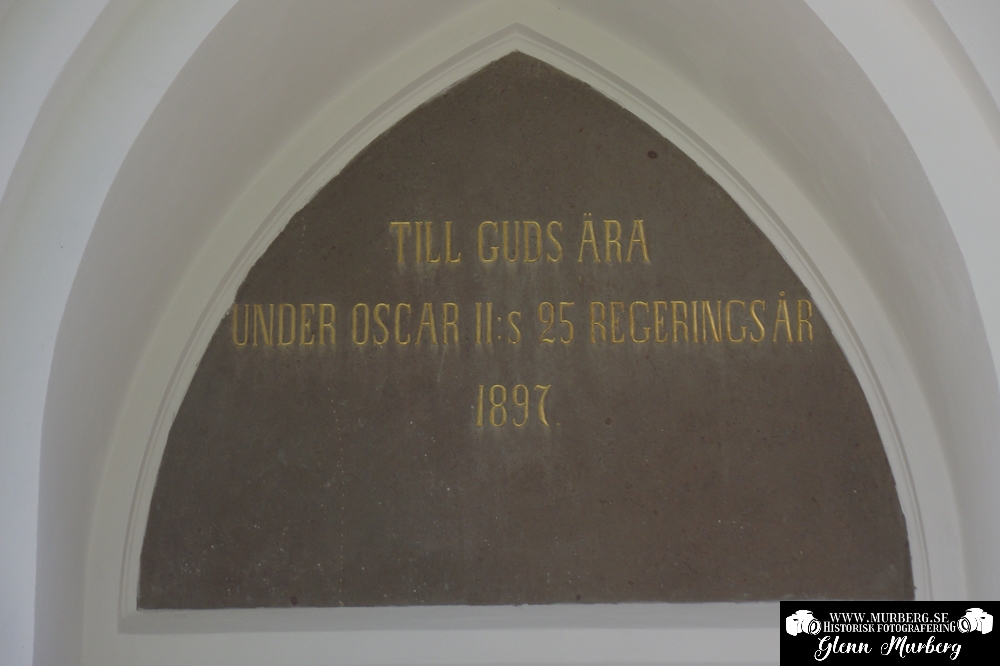 TILL GUDS ÄRA
UNDER OSCAR II:s 25 REGERINGSÅR
1897.
WWW.MURBERG.SE
HISTORISK FOTOGRAFERING
Glenn Murberg